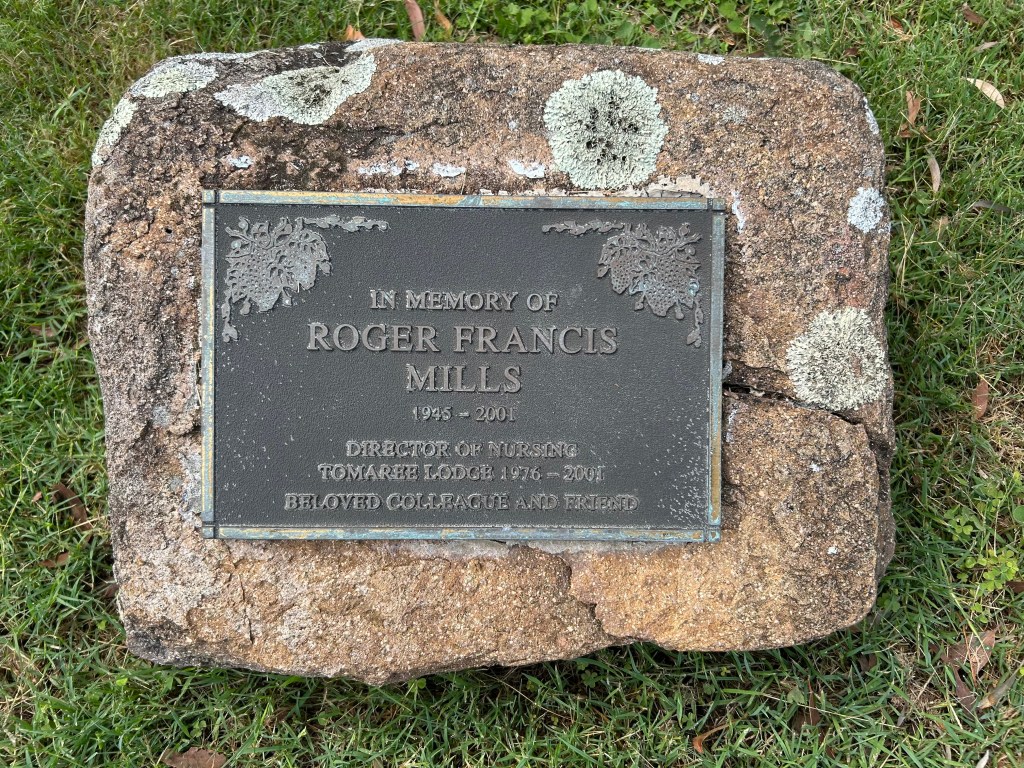 IN MEMORY OF
ROGER FRANCIS
MILLS
1945 – 2001
DIRECTOR OF NURSING
TOMAREE LODGE 1976 – 2001
BELOVED COLLEAGUE AND FRIEND